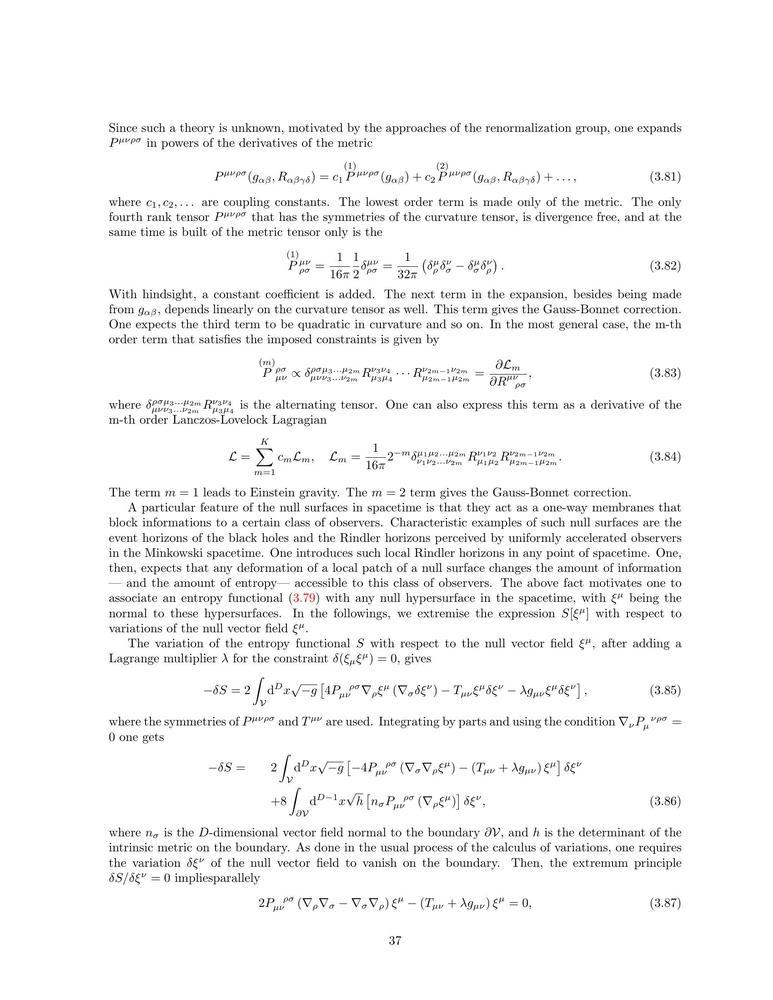 Since such a theory is unknown, motivated by the approaches of the renormalization group, one expands
$P^{\mu\nu\rho\sigma}$ in powers of the derivatives of the metric
$P^{\mu\nu\rho\sigma}(g_{\alpha\beta}, R_{\alpha\beta\gamma\delta}) = c_1 \overset{(1)}{P}{}^{\mu\nu\rho\sigma}(g_{\alpha\beta}) + c_2 \overset{(2)}{P}{}^{\mu\nu\rho\sigma}(g_{\alpha\beta}, R_{\alpha\beta\gamma\delta}) + \ldots,$ (3.81)
where $c_1, c_2, \ldots$ are coupling constants. The lowest order term is made only of the metric. The only
fourth rank tensor $P^{\mu\nu\rho\sigma}$ that has the symmetries of the curvature tensor, is divergence free, and at the
same time is built of the metric tensor only is the
$\overset{(1)}{P}{}^{\mu\nu}_{\rho\sigma} = \frac{1}{16\pi}\frac{1}{2}\delta^{\mu\nu}_{\rho\sigma} = \frac{1}{32\pi}\left(\delta^\mu_\rho\delta^\nu_\sigma - \delta^\mu_\sigma\delta^\nu_\rho\right).$ (3.82)
With hindsight, a constant coefficient is added. The next term in the expansion, besides being made
from $g_{\alpha\beta}$, depends linearly on the curvature tensor as well. This term gives the Gauss-Bonnet correction.
One expects the third term to be quadratic in curvature and so on. In the most general case, the m-th
order term that satisfies the imposed constraints is given by
$\overset{(m)}{P}{}^{\rho\sigma}_{\mu\nu} \propto \delta^{\rho\sigma\mu_3\ldots\mu_{2m}}_{\mu\nu\nu_3\ldots\nu_{2m}} R^{\nu_3\nu_4}_{\mu_3\mu_4} \cdots R^{\nu_{2m-1}\nu_{2m}}_{\mu_{2m-1}\mu_{2m}} = \frac{\partial \mathcal{L}_m}{\partial R^{\mu\nu}{}_{\rho\sigma}},$ (3.83)
where $\delta^{\rho\sigma\mu_3\ldots\mu_{2m}}_{\mu\nu\nu_3\ldots\nu_{2m}} R^{\nu_3\nu_4}_{\mu_3\mu_4}$ is the alternating tensor. One can also express this term as a derivative of the
m-th order Lanczos-Lovelock Lagragian
$\mathcal{L} = \sum_{m=1}^{K} c_m \mathcal{L}_m, \quad \mathcal{L}_m = \frac{1}{16\pi} 2^{-m} \delta^{\mu_1\mu_2\ldots\mu_{2m}}_{\nu_1\nu_2\ldots\nu_{2m}} R^{\nu_1\nu_2}_{\mu_1\mu_2} R^{\nu_{2m-1}\nu_{2m}}_{\mu_{2m-1}\mu_{2m}}.$ (3.84)
The term $m = 1$ leads to Einstein gravity. The $m = 2$ term gives the Gauss-Bonnet correction.
A particular feature of the null surfaces in spacetime is that they act as a one-way membranes that
block informations to a certain class of observers. Characteristic examples of such null surfaces are the
event horizons of the black holes and the Rindler horizons perceived by uniformly accelerated observers
in the Minkowski spacetime. One introduces such local Rindler horizons in any point of spacetime. One,
then, expects that any deformation of a local patch of a null surface changes the amount of information
— and the amount of entropy— accessible to this class of observers. The above fact motivates one to
associate an entropy functional (3.79) with any null hypersurface in the spacetime, with $\xi^\mu$ being the
normal to these hypersurfaces. In the followings, we extremise the expression $S[\xi^\mu]$ with respect to
variations of the null vector field $\xi^\mu$.
The variation of the entropy functional $S$ with respect to the null vector field $\xi^\mu$, after adding a
Lagrange multiplier $\lambda$ for the constraint $\delta(\xi_\mu\xi^\mu) = 0$, gives
$-\delta S = 2\int_{\mathcal{V}} \mathrm{d}^D x \sqrt{-g}\left[4P_{\mu\nu}{}^{\rho\sigma}\nabla_\rho\xi^\mu\left(\nabla_\sigma\delta\xi^\nu\right) - T_{\mu\nu}\xi^\mu\delta\xi^\nu - \lambda g_{\mu\nu}\xi^\mu\delta\xi^\nu\right],$ (3.85)
where the symmetries of $P^{\mu\nu\rho\sigma}$ and $T^{\mu\nu}$ are used. Integrating by parts and using the condition $\nabla_\nu P_\mu{}^{\nu\rho\sigma} =$
0 one gets
$-\delta S = \quad 2\int_{\mathcal{V}} \mathrm{d}^D x \sqrt{-g}\left[-4P_{\mu\nu}{}^{\rho\sigma}\left(\nabla_\sigma\nabla_\rho\xi^\mu\right) - \left(T_{\mu\nu} + \lambda g_{\mu\nu}\right)\xi^\mu\right]\delta\xi^\nu$
$+8\int_{\partial\mathcal{V}} \mathrm{d}^{D-1}x\sqrt{h}\left[n_\sigma P_{\mu\nu}{}^{\rho\sigma}\left(\nabla_\rho\xi^\mu\right)\right]\delta\xi^\nu,$ (3.86)
where $n_\sigma$ is the $D$-dimensional vector field normal to the boundary $\partial\mathcal{V}$, and $h$ is the determinant of the
intrinsic metric on the boundary. As done in the usual process of the calculus of variations, one requires
the variation $\delta\xi^\nu$ of the null vector field to vanish on the boundary. Then, the extremum principle
$\delta S/\delta\xi^\nu = 0$ impliesparallely
$2P_{\mu\nu}{}^{\rho\sigma}\left(\nabla_\rho\nabla_\sigma - \nabla_\sigma\nabla_\rho\right)\xi^\mu - \left(T_{\mu\nu} + \lambda g_{\mu\nu}\right)\xi^\mu = 0,$ (3.87)
37